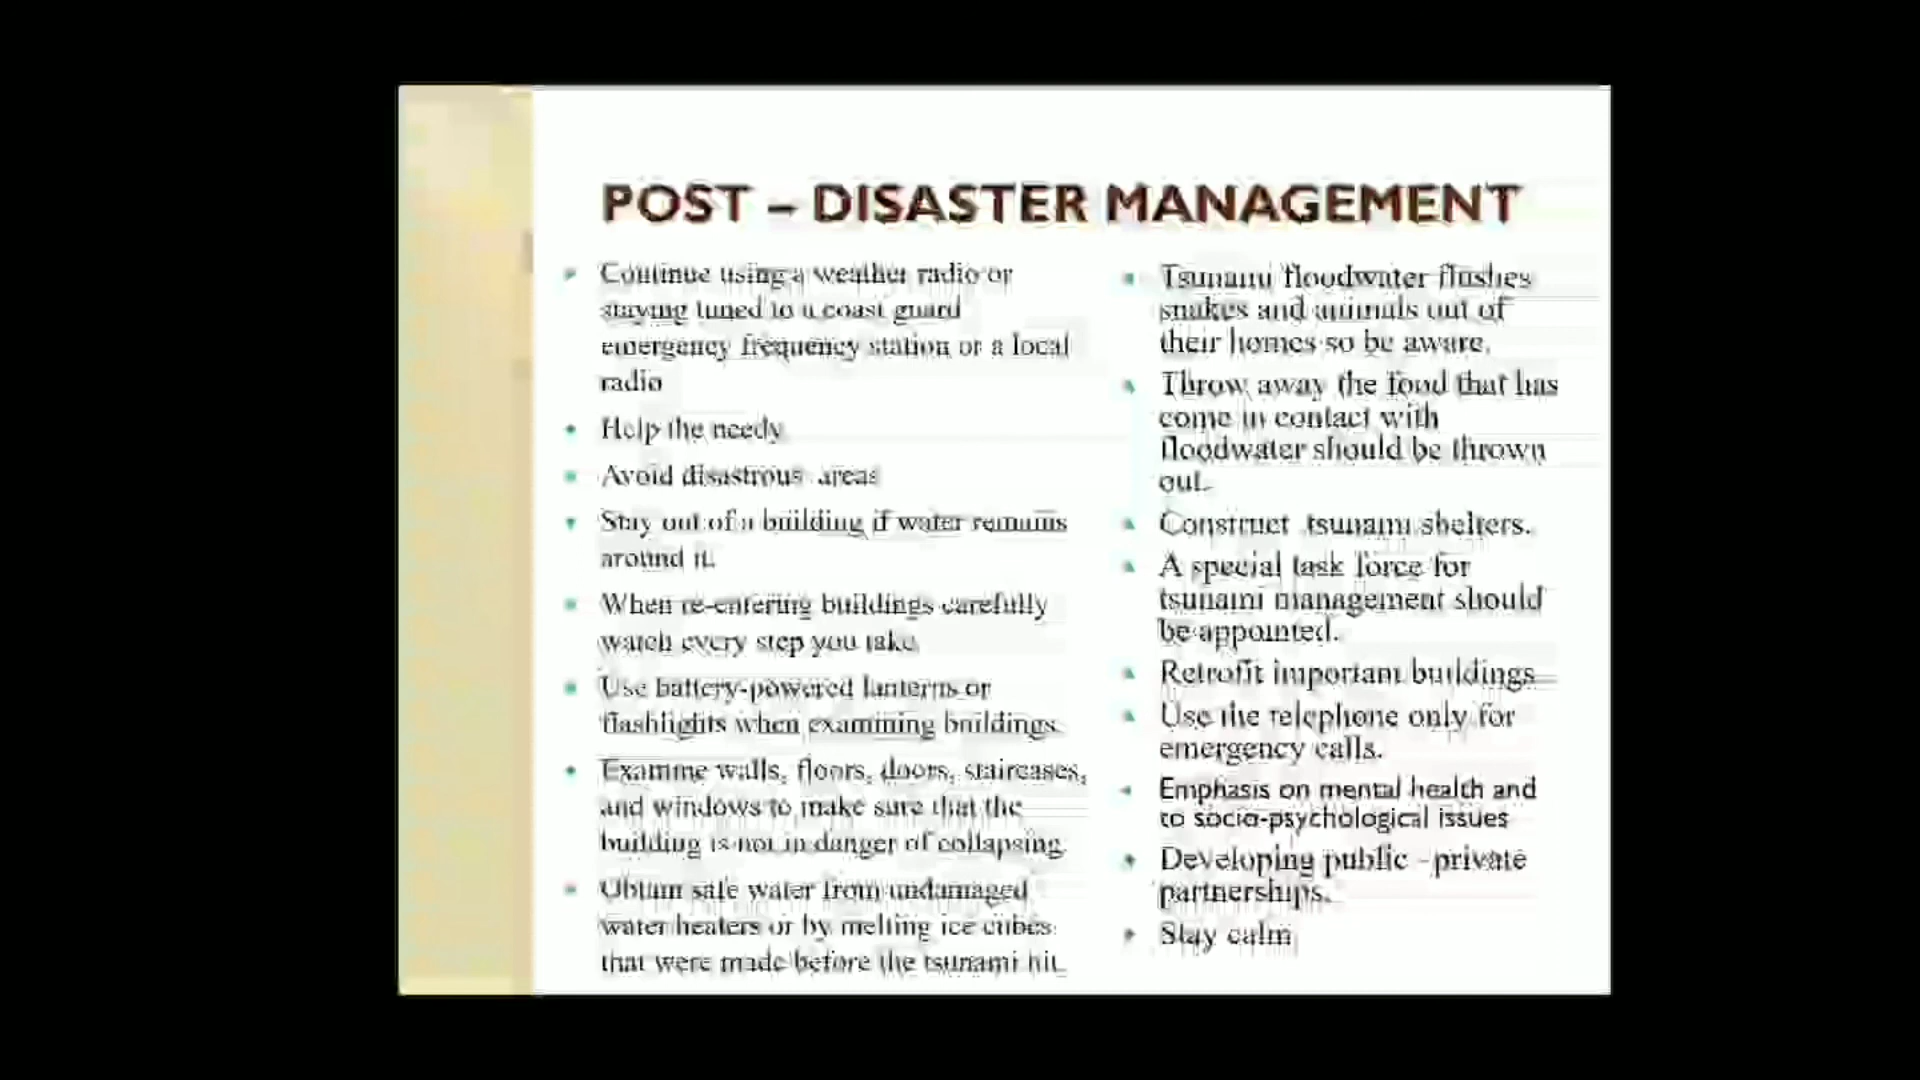 POST – DISASTER MANAGEMENT
Continue using a weather radio or
staying tuned to a coast guard
emergency frequency station or a local
radio
Help the needy
Avoid disastrous areas
Stay out of a building if water remains
around it.
When re-entering buildings carefully
watch every step you take
Use battery-powered lanterns or
flashlights when examining buildings.
Examine walls, floors, doors, staircases,
and windows to make sure that the
building is not in danger of collapsing.
Obtain safe water from undamaged
water heaters or by melting ice cubes
that were made before the tsunami hit.
Tsunami floodwater flushes
snakes and animals out of
their homes so be aware.
Throw away the food that has
come in contact with
floodwater should be thrown
out.
Construct tsunami shelters.
A special task force for
tsunami management should
be appointed.
Retrofit important buildings
Use the telephone only for
emergency calls.
Emphasis on mental health and
to socio-psychological issues
Developing public –private
partnerships.
Stay calm